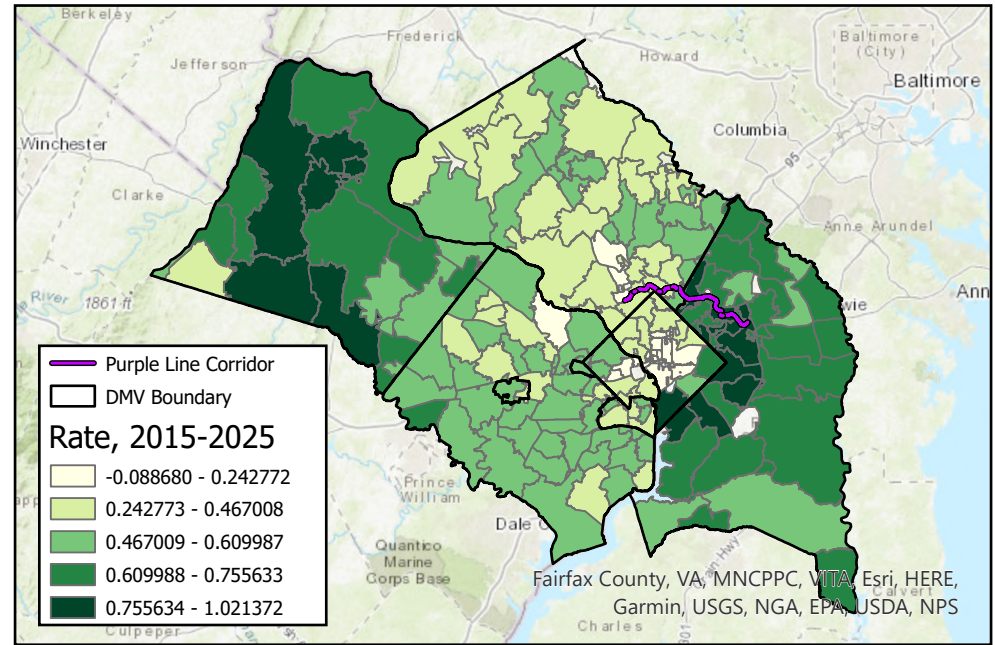 Berkeley
Frederick
Howard
Baltimore
(City)
Jefferson
Baltimore
Winchester
Columbia
95
Clarke
Anne Arundel
River
1861 ft
wie
Ann
Purple Line Corridor
DMV Boundary
Rate, 2015-2025
-0.088680 - 0.242772
0.242773 - 0.467008
0.467009 - 0.609987
0.609988 - 0.755633
0.755634 - 1.021372
Prince
William
Dale C
Quantico
Marine
Corps Base
Fairfax County, VA, MNCPPC, VITA, Esri, HERE,
Garmin, USGS, NGA, EPA, USDA, NPS
Calvert
Culpeper
Charles
301